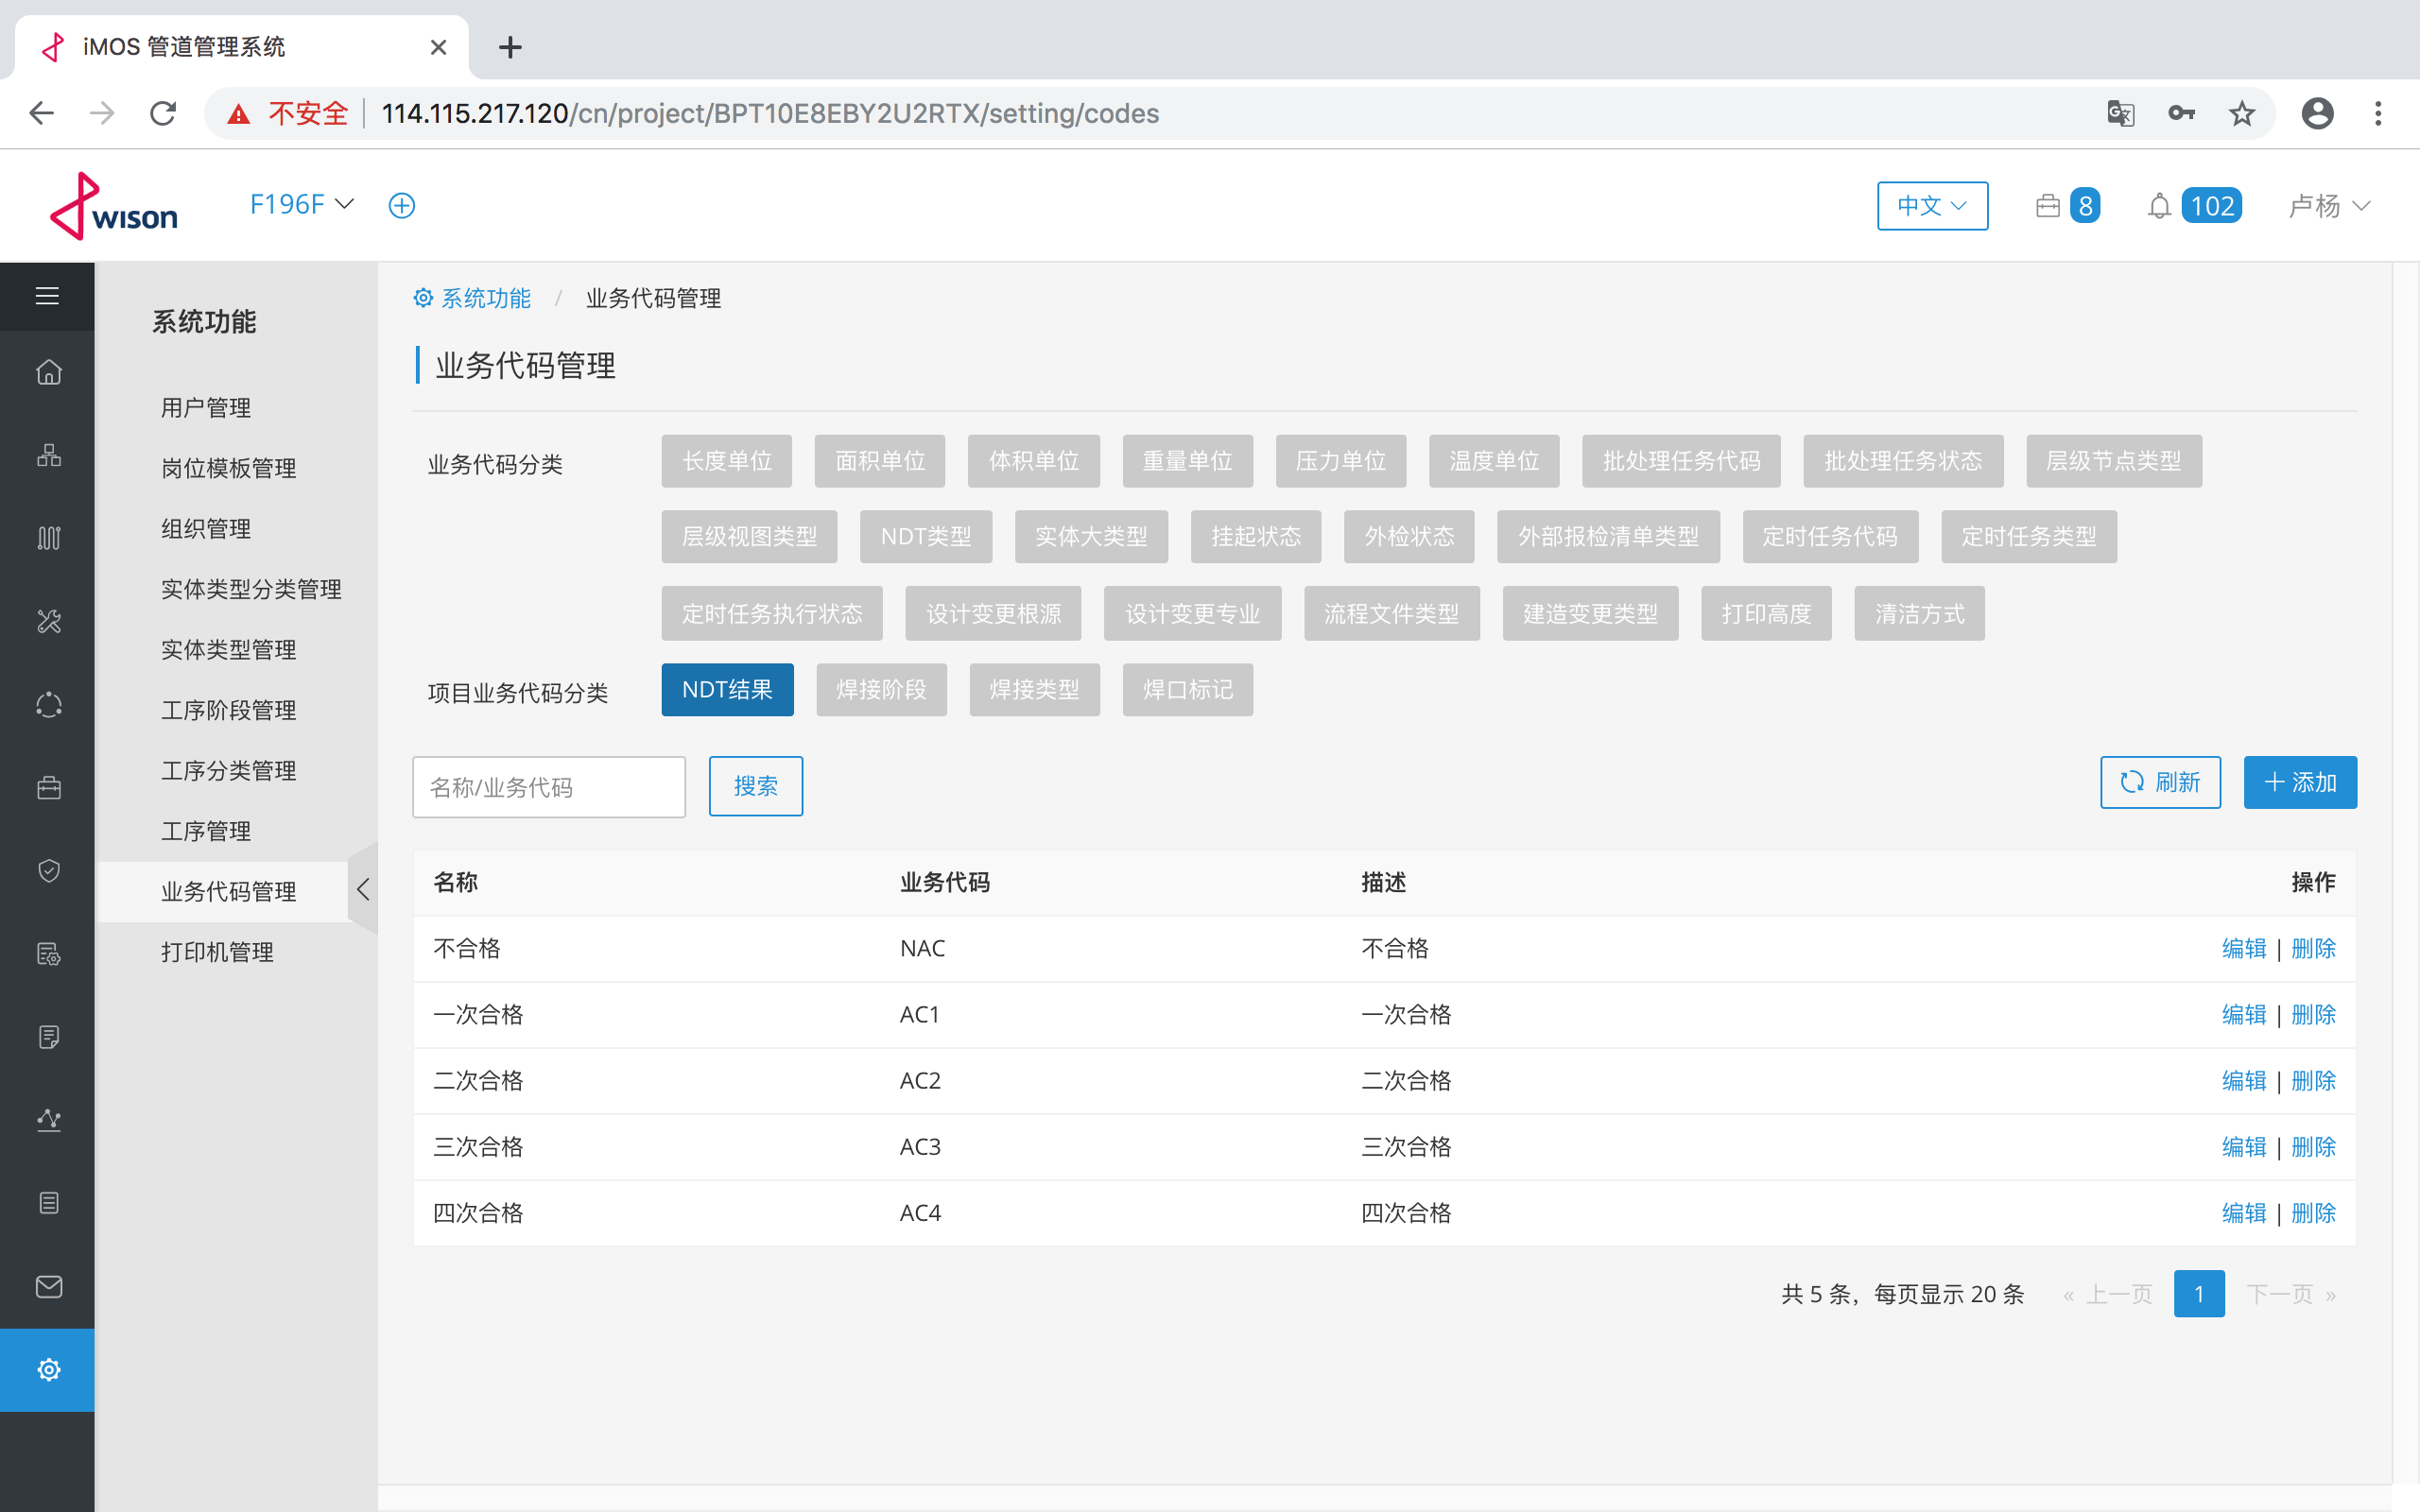 iMOS 管道管理系统
不安全 114.115.217.120/cn/project/BPT10E8EBY2U2RTX/setting/codes
wison F196F 中文 8 102 卢杨
系统功能
用户管理
岗位模板管理
组织管理
实体类型分类管理
实体类型管理
工序阶段管理
工序分类管理
工序管理
业务代码管理
打印机管理
系统功能 / 业务代码管理
业务代码管理
业务代码分类 长度单位 面积单位 体积单位 重量单位 压力单位 温度单位 批处理任务代码 批处理任务状态 层级节点类型
层级视图类型 NDT类型 实体大类型 挂起状态 外检状态 外部报检清单类型 定时任务代码 定时任务类型
定时任务执行状态 设计变更根源 设计变更专业 流程文件类型 建造变更类型 打印高度 清洁方式
项目业务代码分类 NDT结果 焊接阶段 焊接类型 焊口标记
名称/业务代码 搜索 刷新 添加
名称 业务代码 描述 操作
不合格 NAC 不合格 编辑 | 删除
一次合格 AC1 一次合格 编辑 | 删除
二次合格 AC2 二次合格 编辑 | 删除
三次合格 AC3 三次合格 编辑 | 删除
四次合格 AC4 四次合格 编辑 | 删除
共 5 条，每页显示 20 条 « 上一页 1 下一页 »